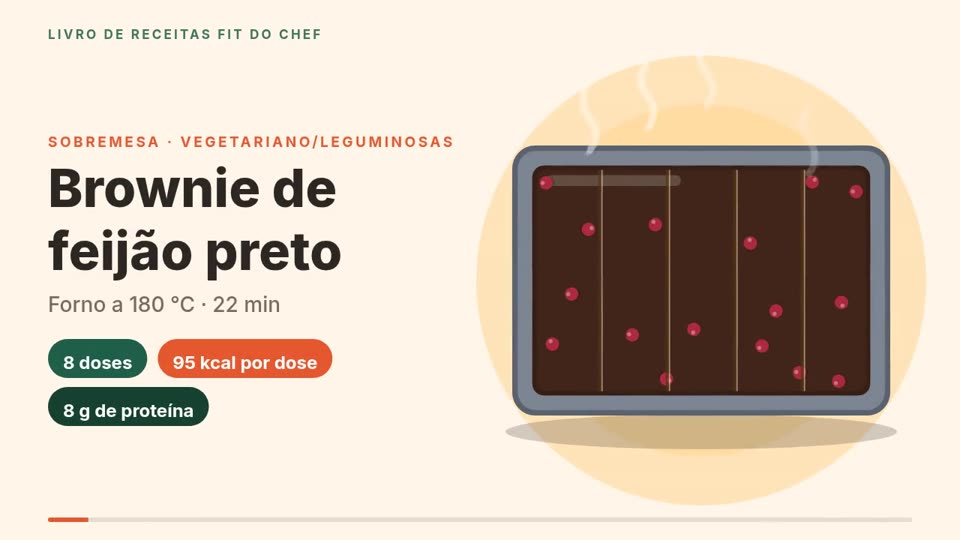 LIVRO DE RECEITAS FIT DO CHEF
SOBREMESA · VEGETARIANO/LEGUMINOSAS
Brownie de
feijão preto
Forno a 180 °C · 22 min
8 doses
95 kcal por dose
8 g de proteína